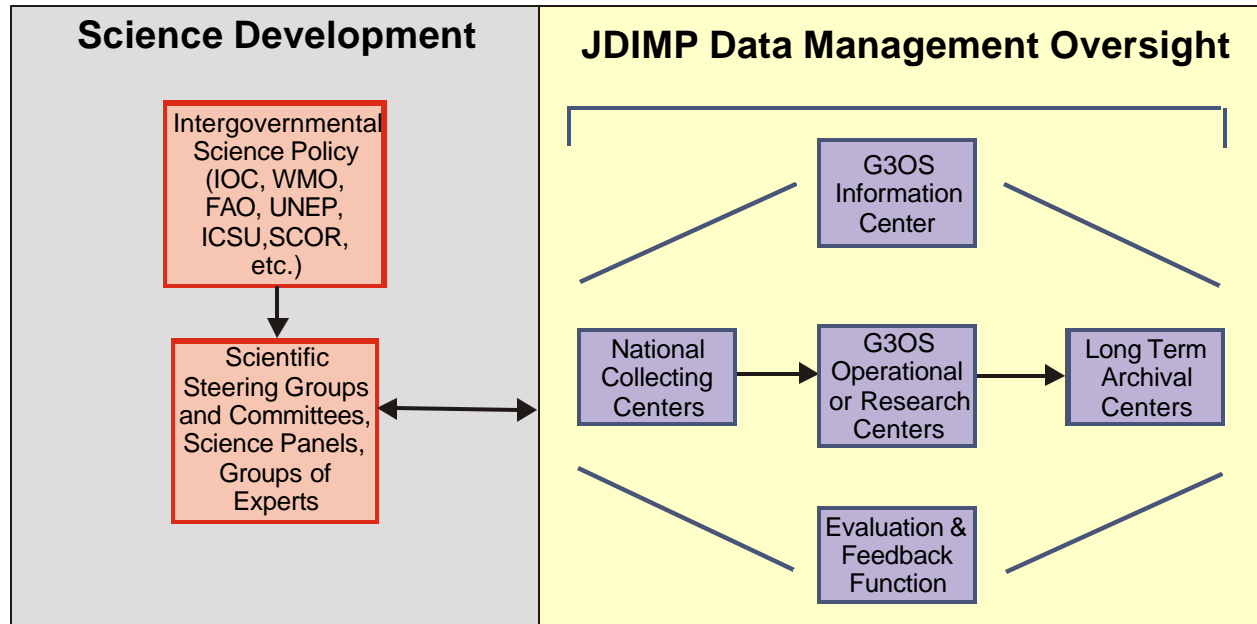 Science Development
Intergovernmental
Science Policy
(IOC, WMO,
FAO, UNEP,
ICSU,SCOR,
etc.)
Scientific
Steering Groups
and Committees,
Science Panels,
Groups of
Experts
JDIMP Data Management Oversight
G3OS
Information
Center
National
Collecting
Centers
G3OS
Operational
or Research
Centers
Long Term
Archival
Centers
Evaluation &
Feedback
Function